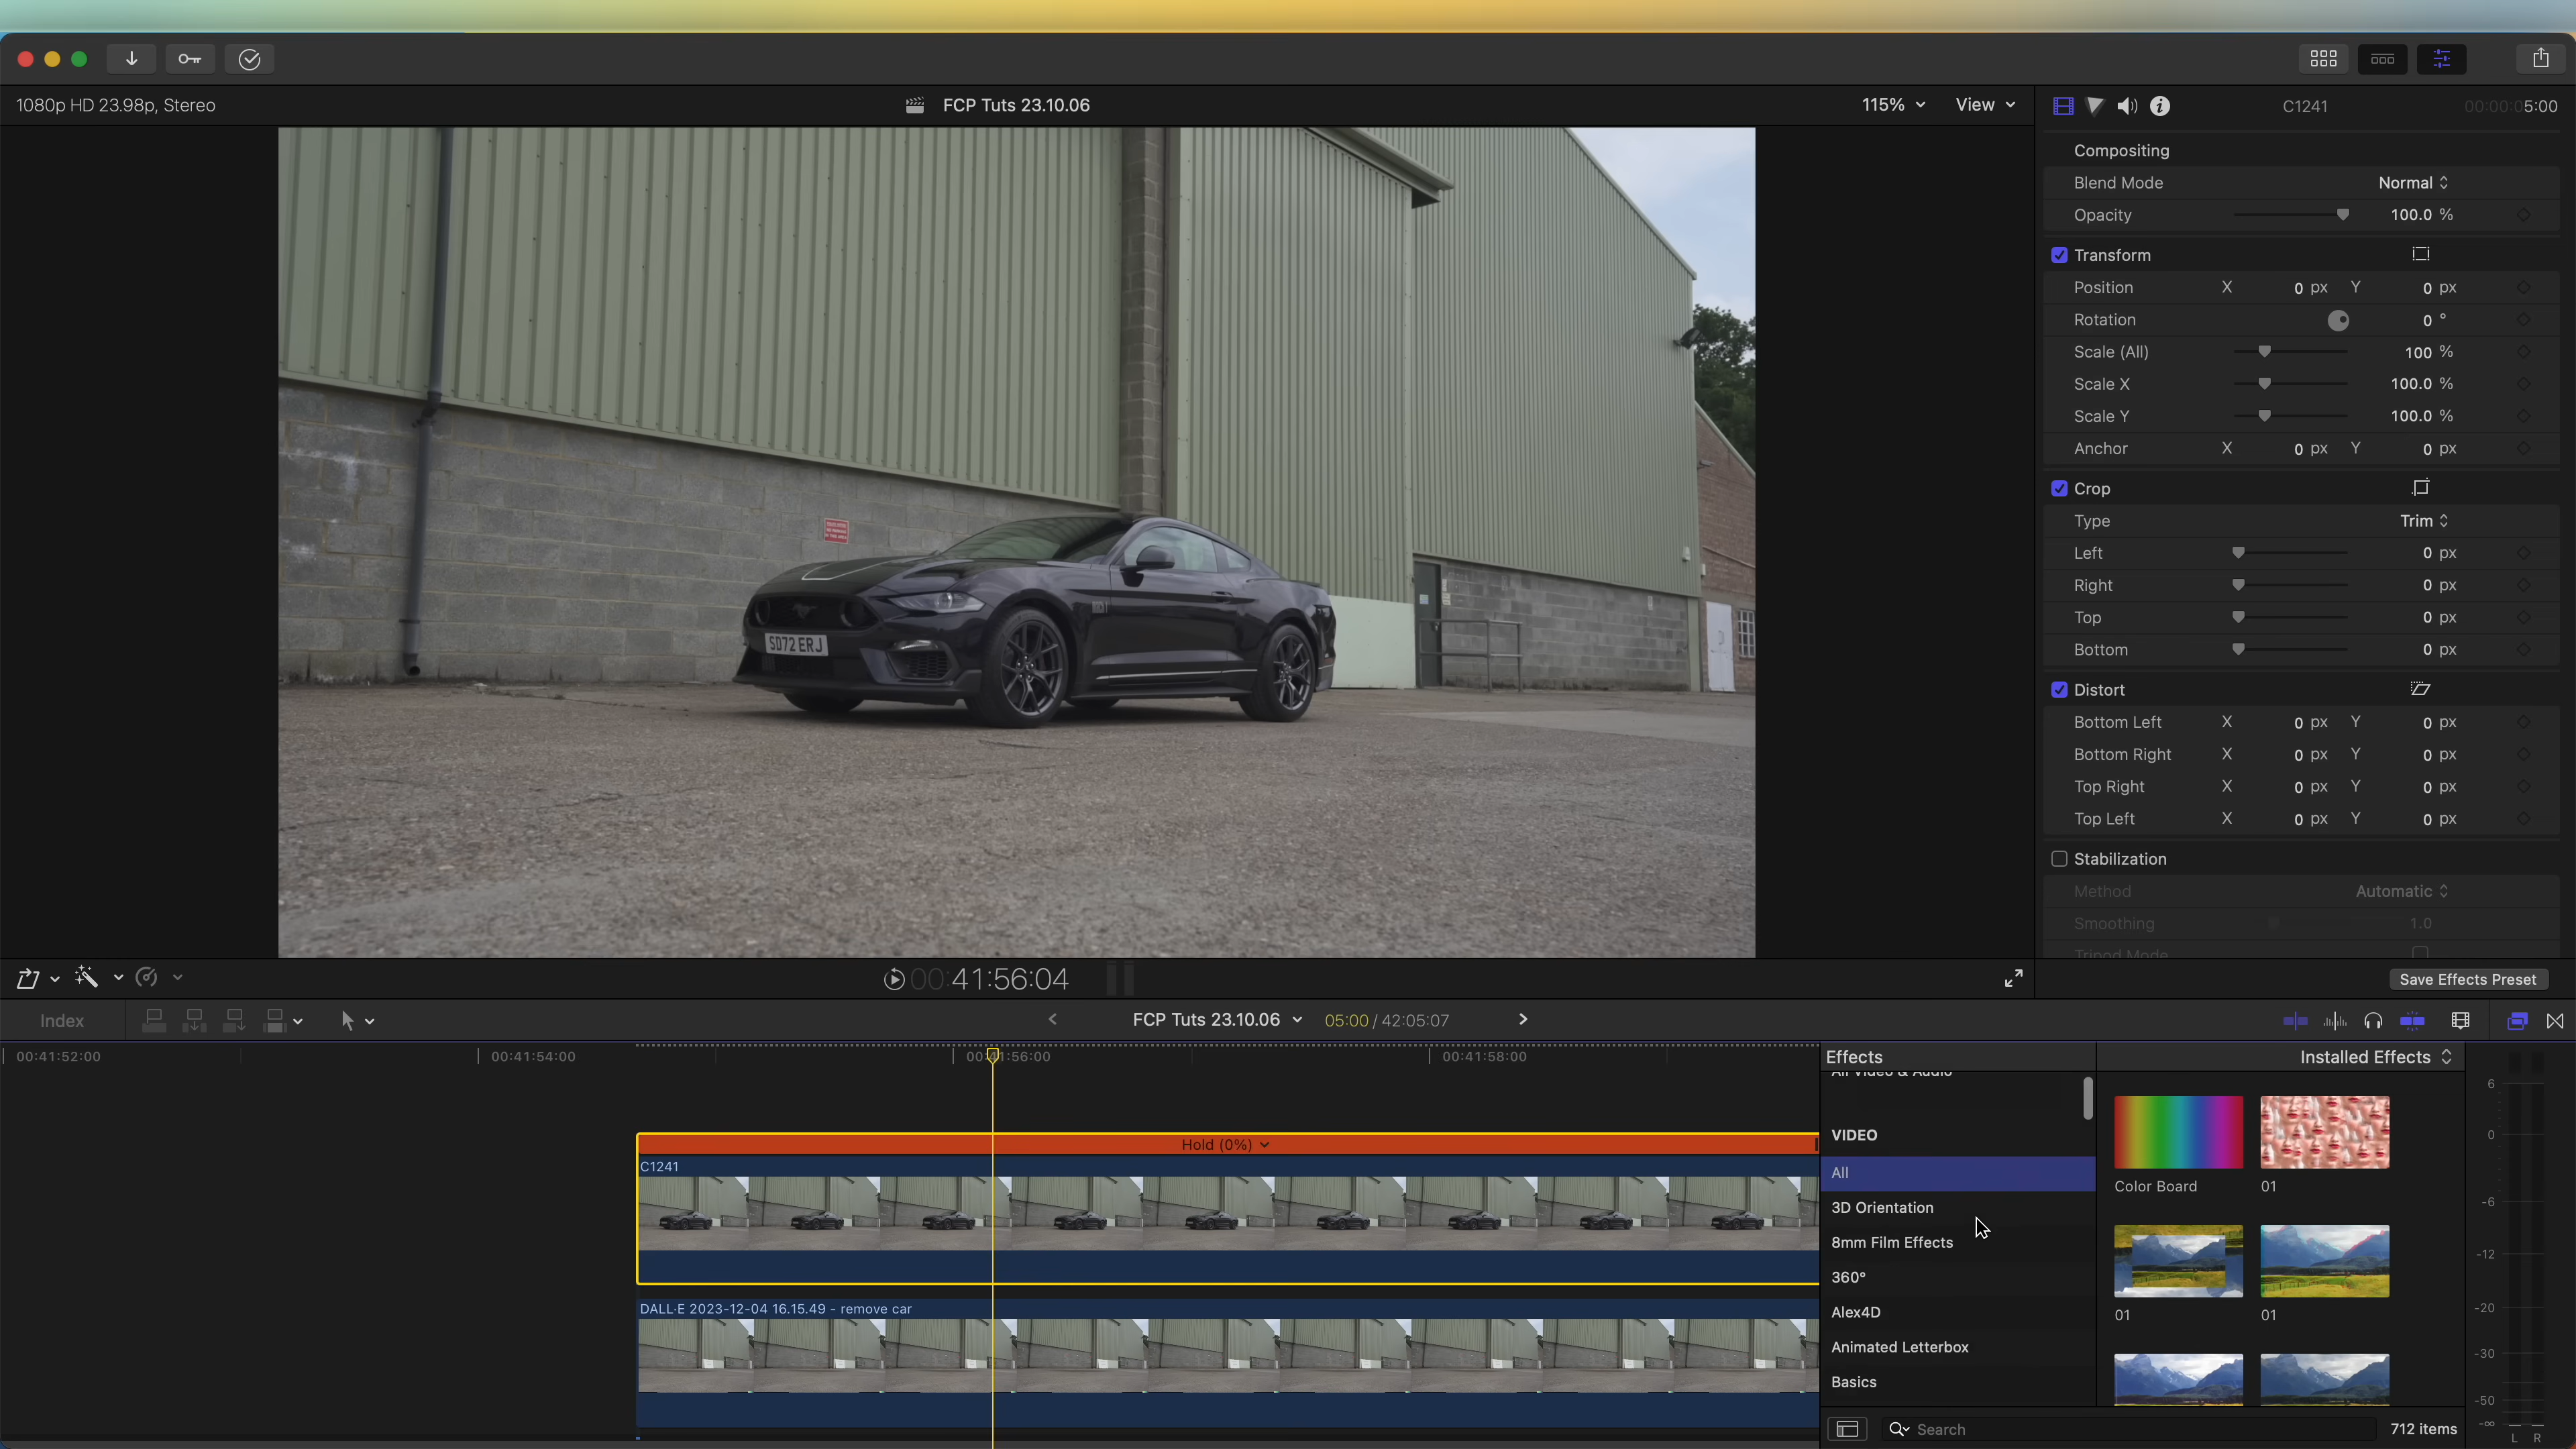 1080p HD 23.98p, Stereo
FCP Tuts 23.10.06
115%
View
C1241
00:00:05:00
Compositing
Blend Mode Normal
Opacity 100.0 %
Transform
Position X 0 px Y 0 px
Rotation 0 °
Scale (All) 100 %
Scale X 100.0 %
Scale Y 100.0 %
Anchor X 0 px Y 0 px
Crop
Type Trim
Left 0 px
Right 0 px
Top 0 px
Bottom 0 px
Distort
Bottom Left X 0 px Y 0 px
Bottom Right X 0 px Y 0 px
Top Right X 0 px Y 0 px
Top Left X 0 px Y 0 px
Stabilization
Method Automatic
Smoothing 1.0
Tripod Mode
SD72 ERJ
00:41:56:04
Save Effects Preset
Index
FCP Tuts 23.10.06
05:00 / 42:05:07
00:41:52:00
00:41:54:00
00:41:56:00
00:41:58:00
Hold (0%)
C1241
DALL·E 2023-12-04 16.15.49 - remove car
Effects
Installed Effects
All Video & Audio
VIDEO
All
3D Orientation
8mm Film Effects
360°
Alex4D
Animated Letterbox
Basics
Color Board
01
01
01
Search
712 items
6
0
-6
-12
-20
-30
-50
-∞
L R